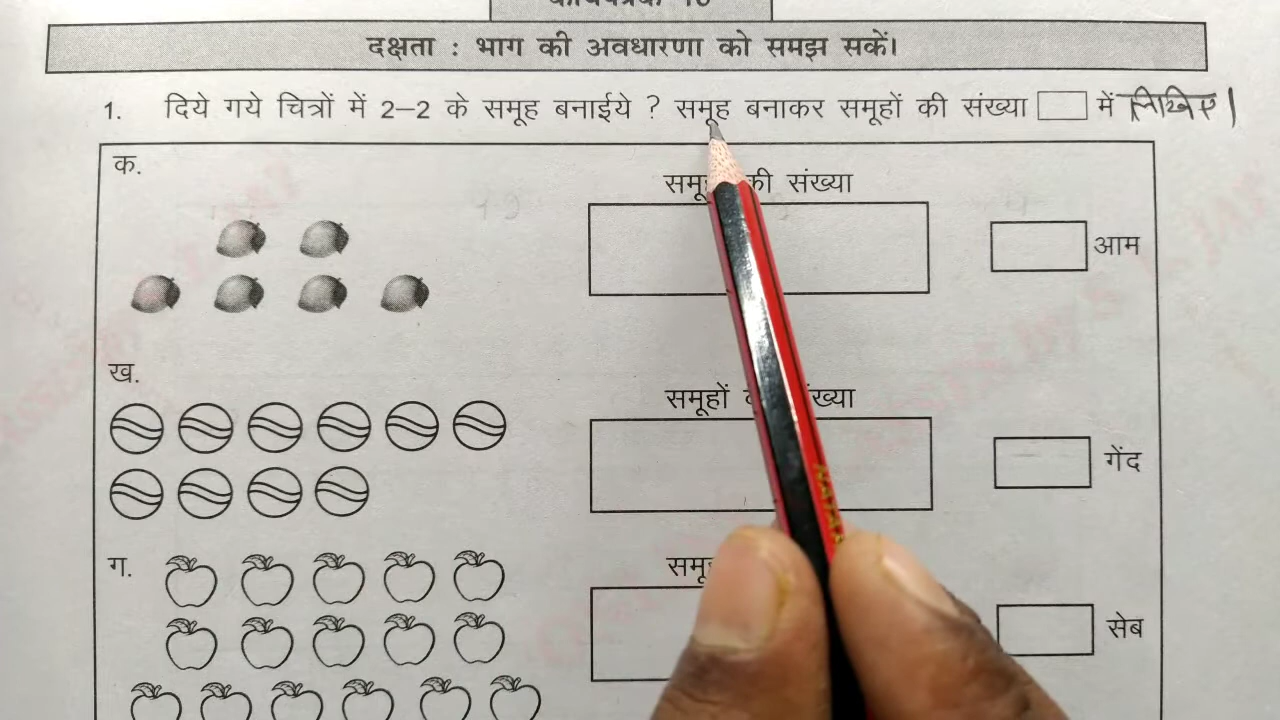 दक्षता : भाग की अवधारणा को समझ सकें।
1. दिये गये चित्रों में 2–2 के समूह बनाईये ? समूह बनाकर समूहों की संख्या में लिखिए।
क.
की संख्या
आम
ख.
समूहों
गेंद
ग.
सेब